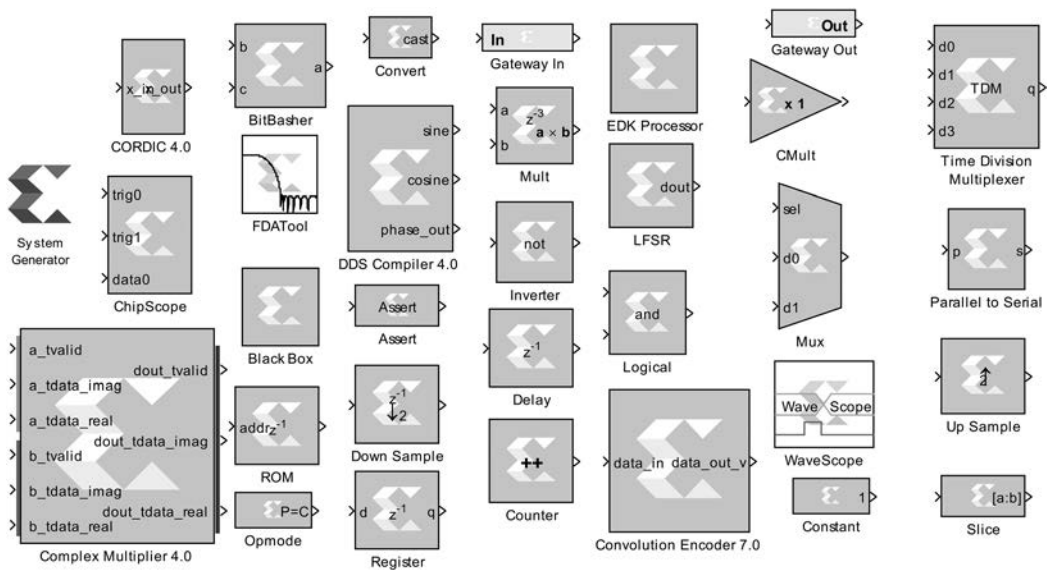 x_in_out
CORDIC 4.0
b
c
a
BitBasher
cast
Convert
In
Gateway In
EDK Processor
Out
Gateway Out
x 1
CMult
d0
d1
d2
d3
TDM
q
Time Division
Multiplexer
System
Generator
trig0
trig1
data0
ChipScope
FDATool
sine
cosine
phase_out
DDS Compiler 4.0
a
b
z-3
a × b
Mult
dout
LFSR
sel
d0
d1
Mux
p
s
Parallel to Serial
not
Inverter
Black Box
Assert
Assert
and
Logical
z-1
Delay
a_tvalid
a_tdata_imag
a_tdata_real
b_tvalid
b_tdata_imag
b_tdata_real
dout_tvalid
dout_tdata_imag
dout_tdata_real
Complex Multiplier 4.0
addr
z-1
ROM
z-1
↓2
Down Sample
++
Counter
data_in
data_out_v
Convolution Encoder 7.0
Wave Scope
WaveScope
↑2
Up Sample
P=C
Opmode
d
z-1
q
Register
1
Constant
[a:b]
Slice